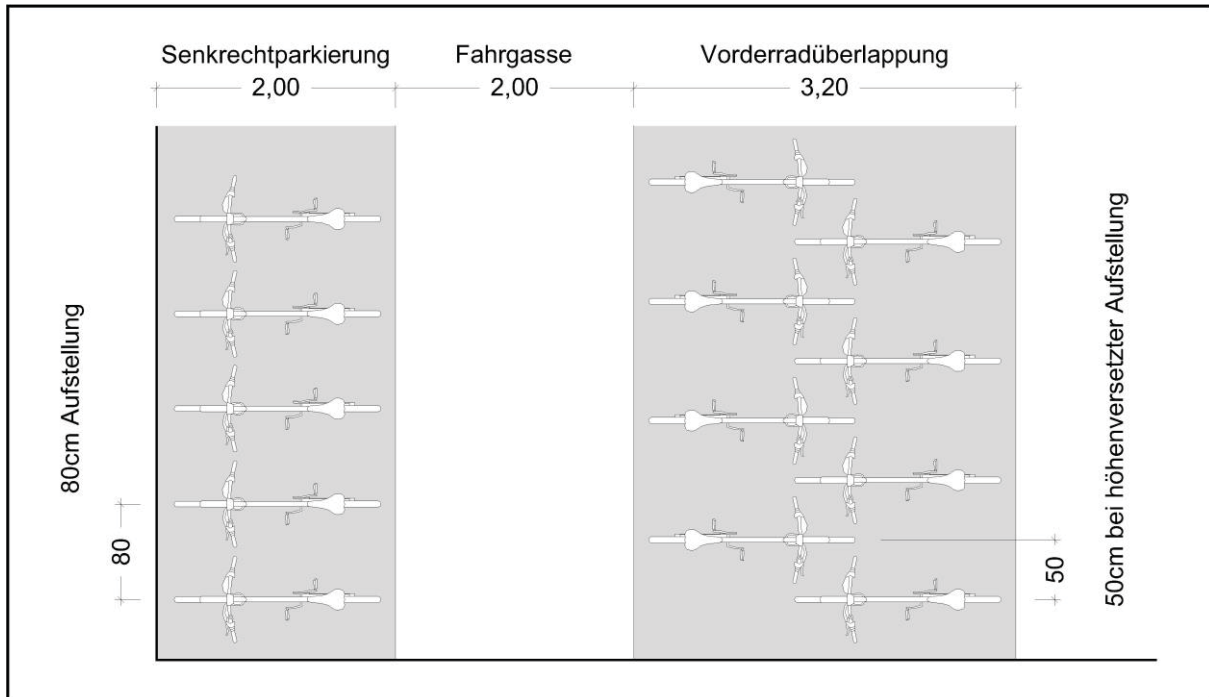 Senkrechtparkierung
2,00
Fahrgasse
2,00
Vorderradüberlappung
3,20
80cm Aufstellung
80
50
50cm bei höhenversetzter Aufstellung